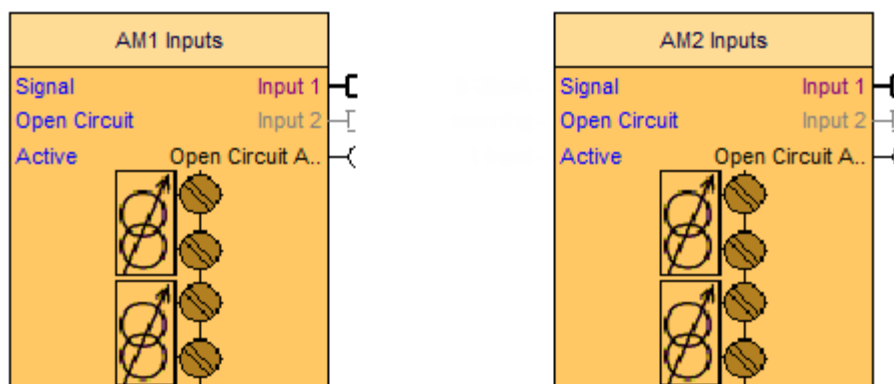 AM1 Inputs
Signal Input 1
Open Circuit Input 2
Active Open Circuit A..
AM2 Inputs
Signal Input 1
Open Circuit Input 2
Active Open Circuit A..